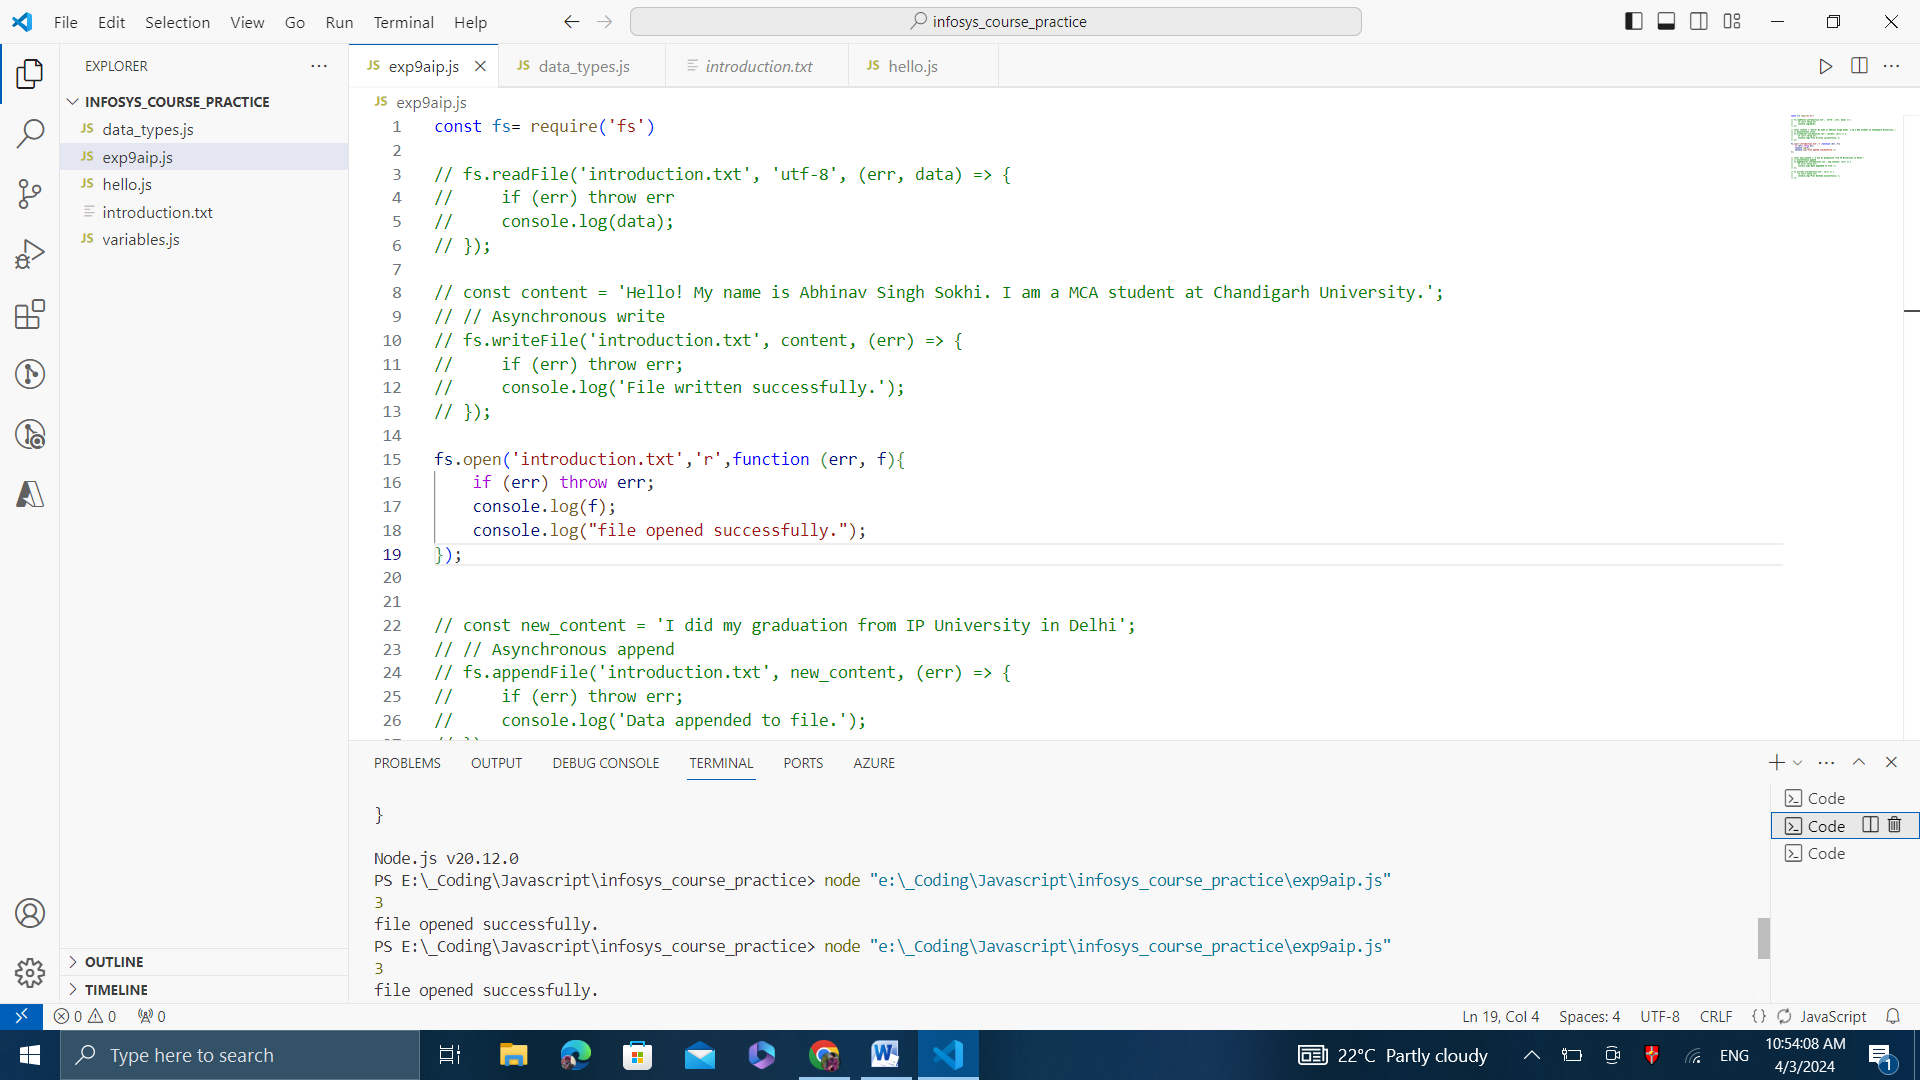 File Edit Selection View Go Run Terminal Help
infosys_course_practice
EXPLORER
INFOSYS_COURSE_PRACTICE
JS data_types.js
JS exp9aip.js
JS hello.js
introduction.txt
JS variables.js
OUTLINE
TIMELINE
JS exp9aip.js JS data_types.js introduction.txt JS hello.js
JS exp9aip.js
1 const fs= require('fs')
2
3 // fs.readFile('introduction.txt', 'utf-8', (err, data) => {
4 //     if (err) throw err
5 //     console.log(data);
6 // });
7
8 // const content = 'Hello! My name is Abhinav Singh Sokhi. I am a MCA student at Chandigarh University.';
9 // // Asynchronous write
10 // fs.writeFile('introduction.txt', content, (err) => {
11 //     if (err) throw err;
12 //     console.log('File written successfully.');
13 // });
14
15 fs.open('introduction.txt','r',function (err, f){
16     if (err) throw err;
17     console.log(f);
18     console.log("file opened successfully.");
19 });
20
21
22 // const new_content = 'I did my graduation from IP University in Delhi';
23 // // Asynchronous append
24 // fs.appendFile('introduction.txt', new_content, (err) => {
25 //     if (err) throw err;
26 //     console.log('Data appended to file.');
PROBLEMS OUTPUT DEBUG CONSOLE TERMINAL PORTS AZURE
}
Node.js v20.12.0
PS E:\_Coding\Javascript\infosys_course_practice> node "e:\_Coding\Javascript\infosys_course_practice\exp9aip.js"
3
file opened successfully.
PS E:\_Coding\Javascript\infosys_course_practice> node "e:\_Coding\Javascript\infosys_course_practice\exp9aip.js"
3
file opened successfully.
Code
Code
Code
0 0 0 Ln 19, Col 4 Spaces: 4 UTF-8 CRLF {} JavaScript
Type here to search 22°C Partly cloudy ENG 10:54:08 AM
4/3/2024
1